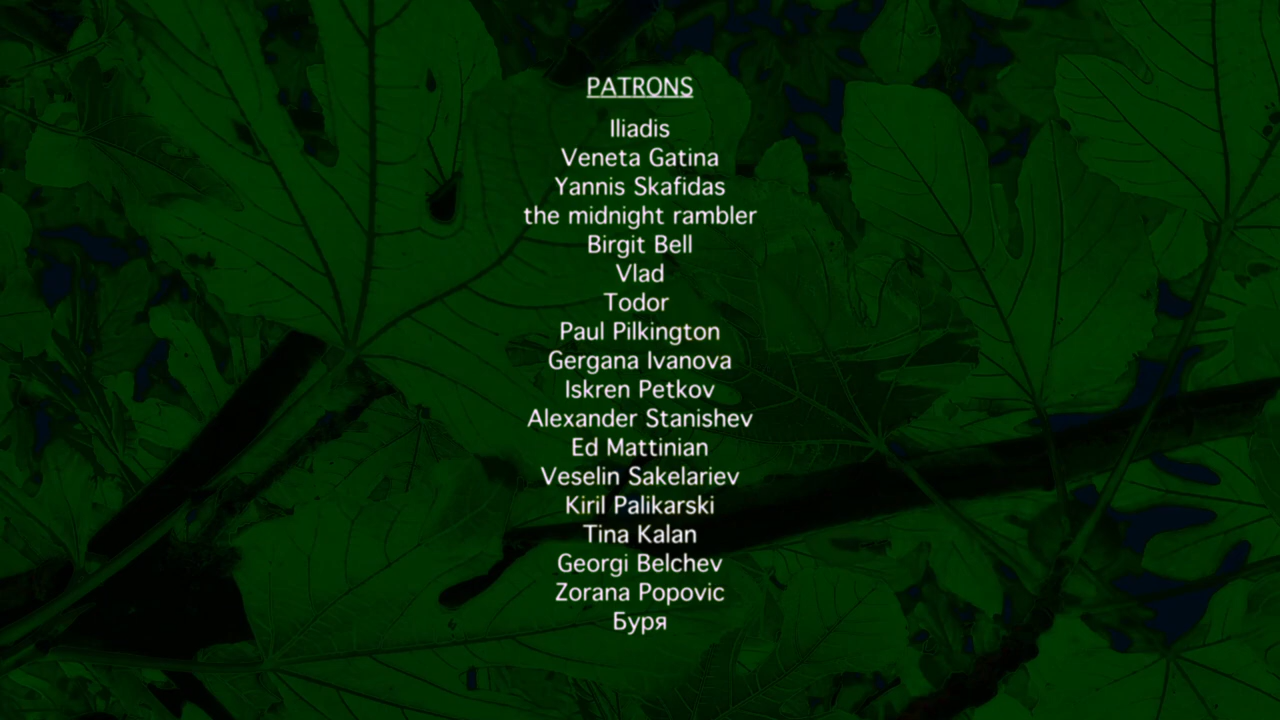 PATRONS
Iliadis
Veneta Gatina
Yannis Skafidas
the midnight rambler
Birgit Bell
Vlad
Todor
Paul Pilkington
Gergana Ivanova
Iskren Petkov
Alexander Stanishev
Ed Mattinian
Veselin Sakelariev
Kiril Palikarski
Tina Kalan
Georgi Belchev
Zorana Popovic
Буря